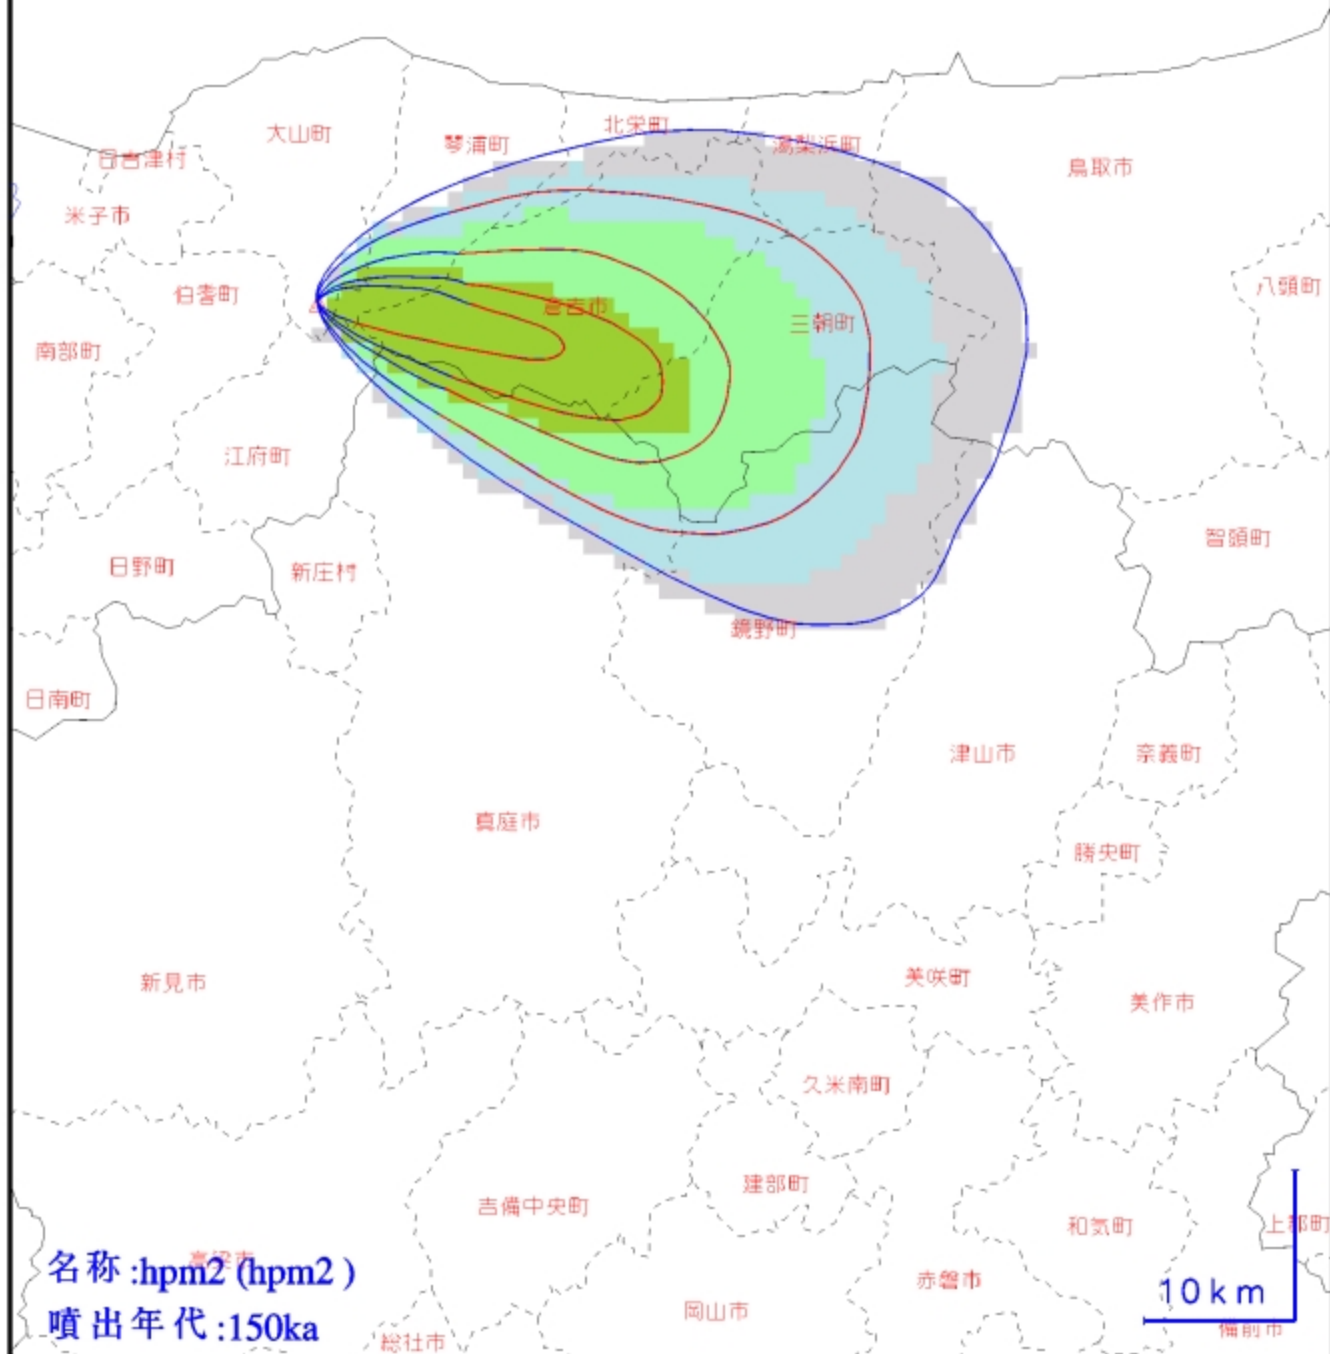 北栄町
大山町
琴浦町
湯梨浜町
日吉津村
鳥取市
米子市
八頭町
伯耆町
倉吉市
三朝町
南部町
江府町
智頭町
日野町
新庄村
鏡野町
日南町
津山市
奈義町
真庭市
勝央町
新見市
美咲町
美作市
久米南町
建部町
吉備中央町
和気町
上郡町
高梁市
名称:hpm2 (hpm2 )
赤磐市
10km
岡山市
噴出年代:150ka
備前市
総社市